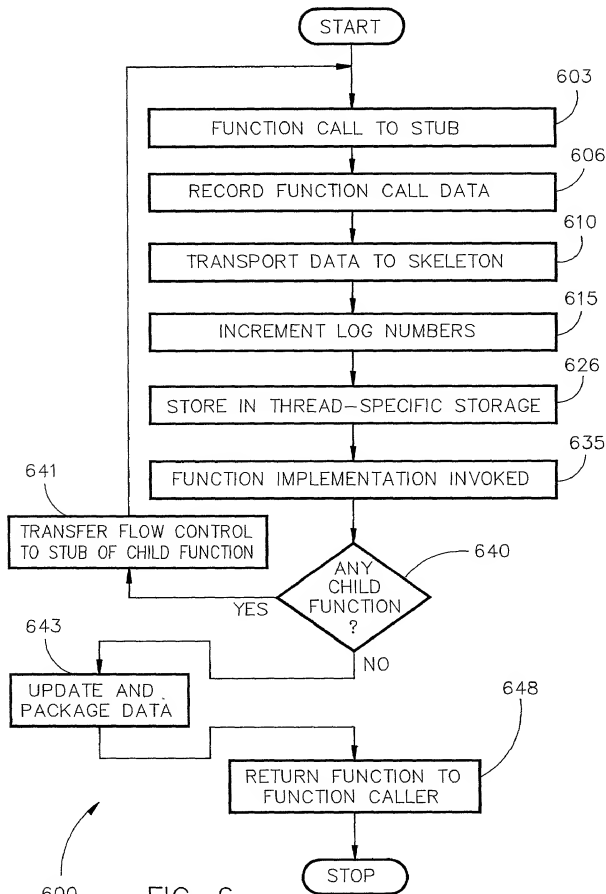 START
603
FUNCTION CALL TO STUB
606
RECORD FUNCTION CALL DATA
610
TRANSPORT DATA TO SKELETON
615
INCREMENT LOG NUMBERS
626
STORE IN THREAD-SPECIFIC STORAGE
635
FUNCTION IMPLEMENTATION INVOKED
641
TRANSFER FLOW CONTROL
TO STUB OF CHILD FUNCTION
640
ANY
CHILD
FUNCTION
?
YES
NO
643
UPDATE AND
PACKAGE DATA
648
RETURN FUNCTION TO
FUNCTION CALLER
STOP
600
FIG. 6